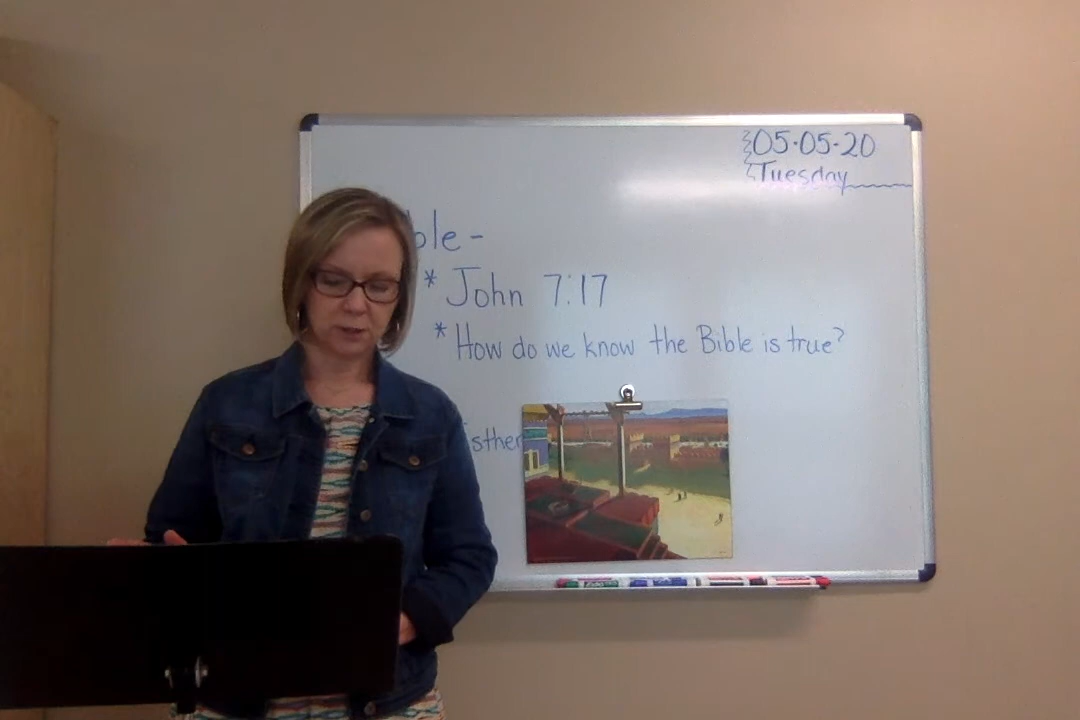 05.05.20
Tuesday
ble -
* John 7:17
* How do we know the Bible is true?
sther